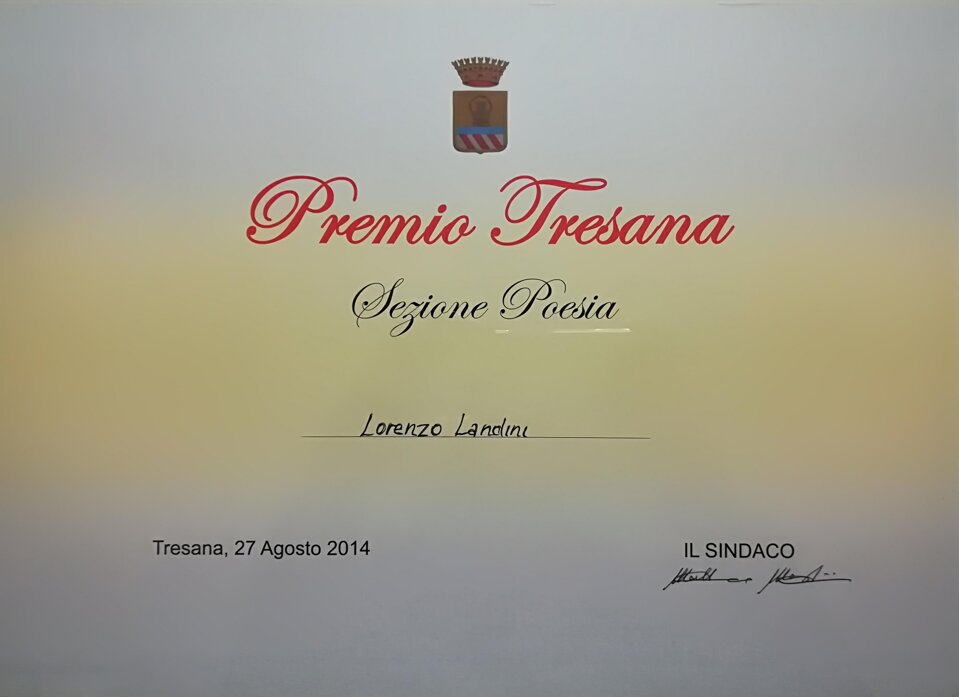 Premio Tresana
Sezione Poesia
Lorenzo Landini
Tresana, 27 Agosto 2014
IL SINDACO